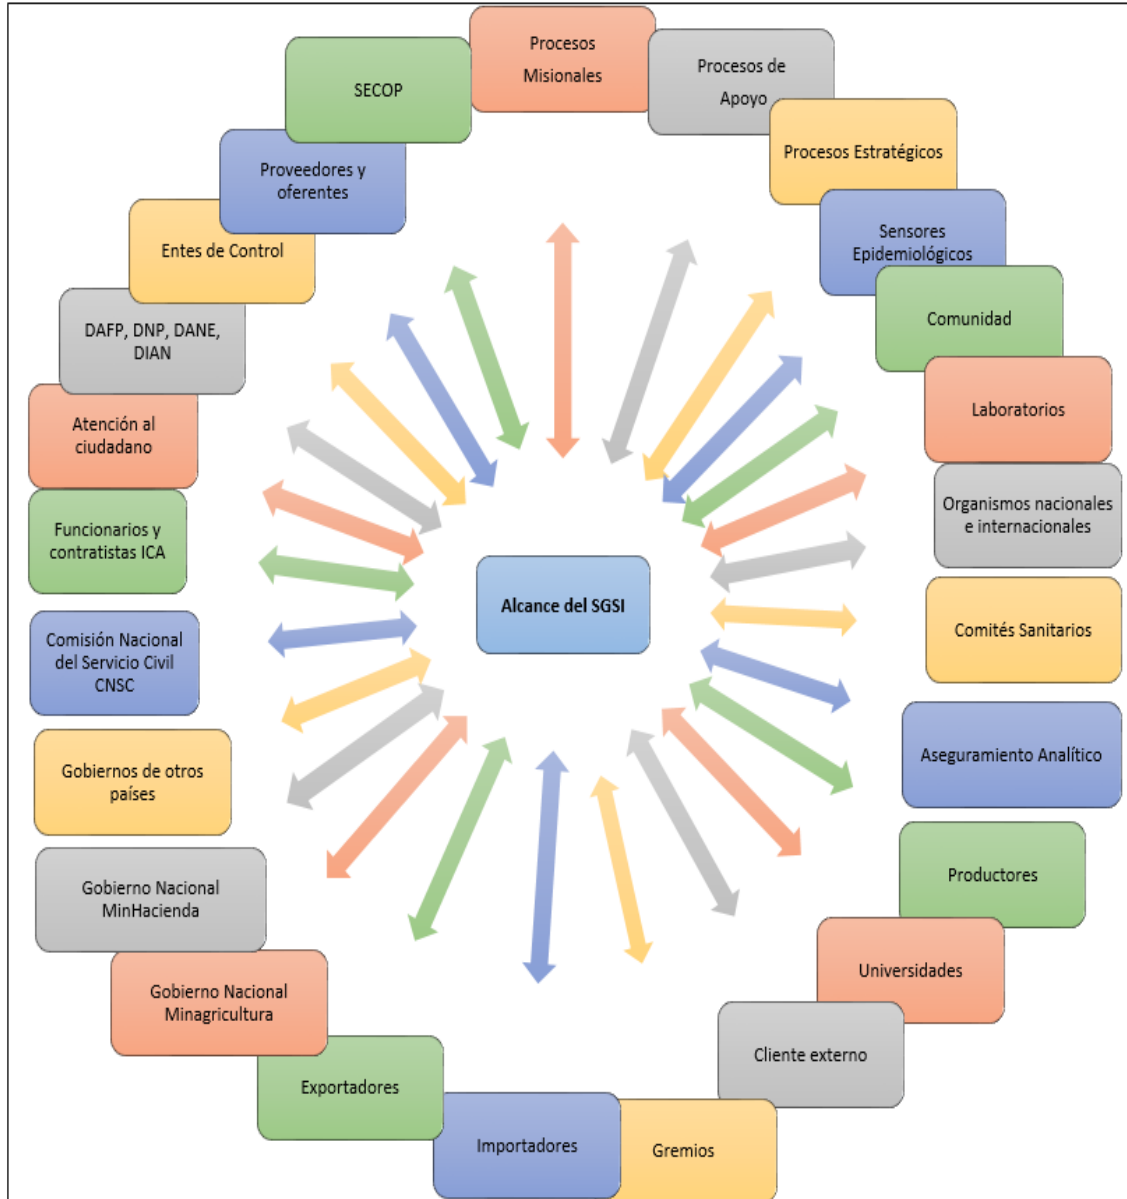 Procesos
Misionales
Procesos de
Apoyo
Procesos Estratégicos
Sensores
Epidemiológicos
Comunidad
Laboratorios
Organismos nacionales
e internacionales
Comités Sanitarios
Aseguramiento Analítico
Productores
Universidades
Cliente externo
Gremios
Importadores
Exportadores
Gobierno Nacional
Minagricultura
Gobierno Nacional
MinHacienda
Gobiernos de otros
países
Comisión Nacional
del Servicio Civil
CNSC
Funcionarios y
contratistas ICA
Atención al
ciudadano
DAFP, DNP, DANE,
DIAN
Entes de Control
Proveedores y
oferentes
SECOP
Alcance del SGSI